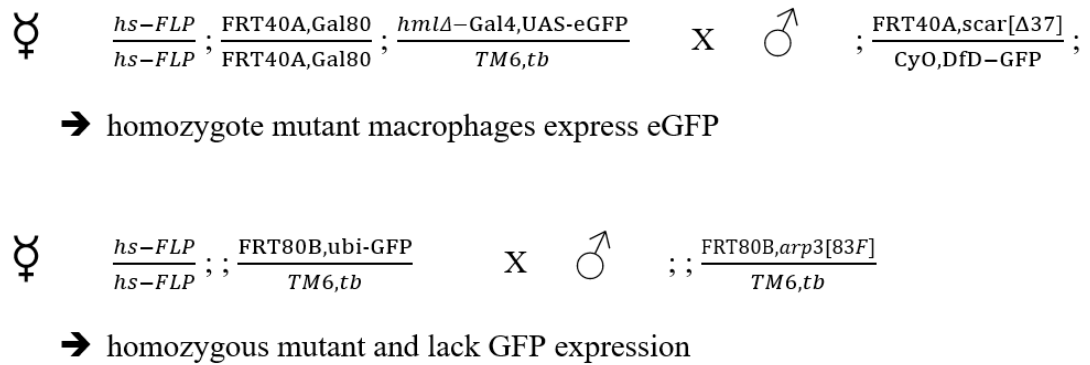 ☿ hs−FLP/hs−FLP ; FRT40A,Gal80/FRT40A,Gal80 ; hmlΔ−Gal4,UAS-eGFP/TM6,tb X ♂ ; FRT40A,scar[Δ37]/CyO,DfD−GFP ;
➔ homozygote mutant macrophages express eGFP
☿ hs−FLP/hs−FLP ; ; FRT80B,ubi-GFP/TM6,tb X ♂ ; ; FRT80B,arp3[83F]/TM6,tb
➔ homozygous mutant and lack GFP expression